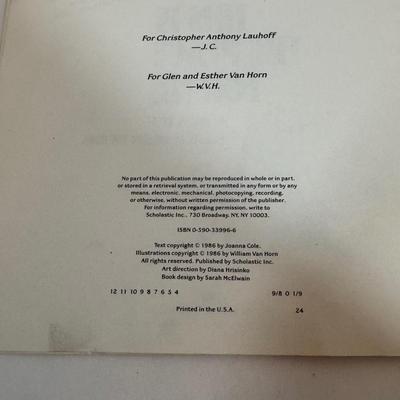 For Christopher Anthony Lauhoff
—J.C.
For Glen and Esther Van Horn
—W.V.H.
No part of this publication may be reproduced in whole or in part,
or stored in a retrieval system, or transmitted in any form or by any
means, electronic, mechanical, photocopying, recording,
or otherwise, without written permission of the publisher.
For information regarding permission, write to
Scholastic Inc., 730 Broadway, NY, NY 10003.
ISBN 0-590-33996-6
Text copyright © 1986 by Joanna Cole.
Illustrations copyright © 1986 by William Van Horn
All rights reserved. Published by Scholastic Inc.
Art direction by Diana Hrisinko
Book design by Sarah McElwain
12 11 10 9 8 7 6 5 4 9/8 0 1/9
Printed in the U.S.A. 24